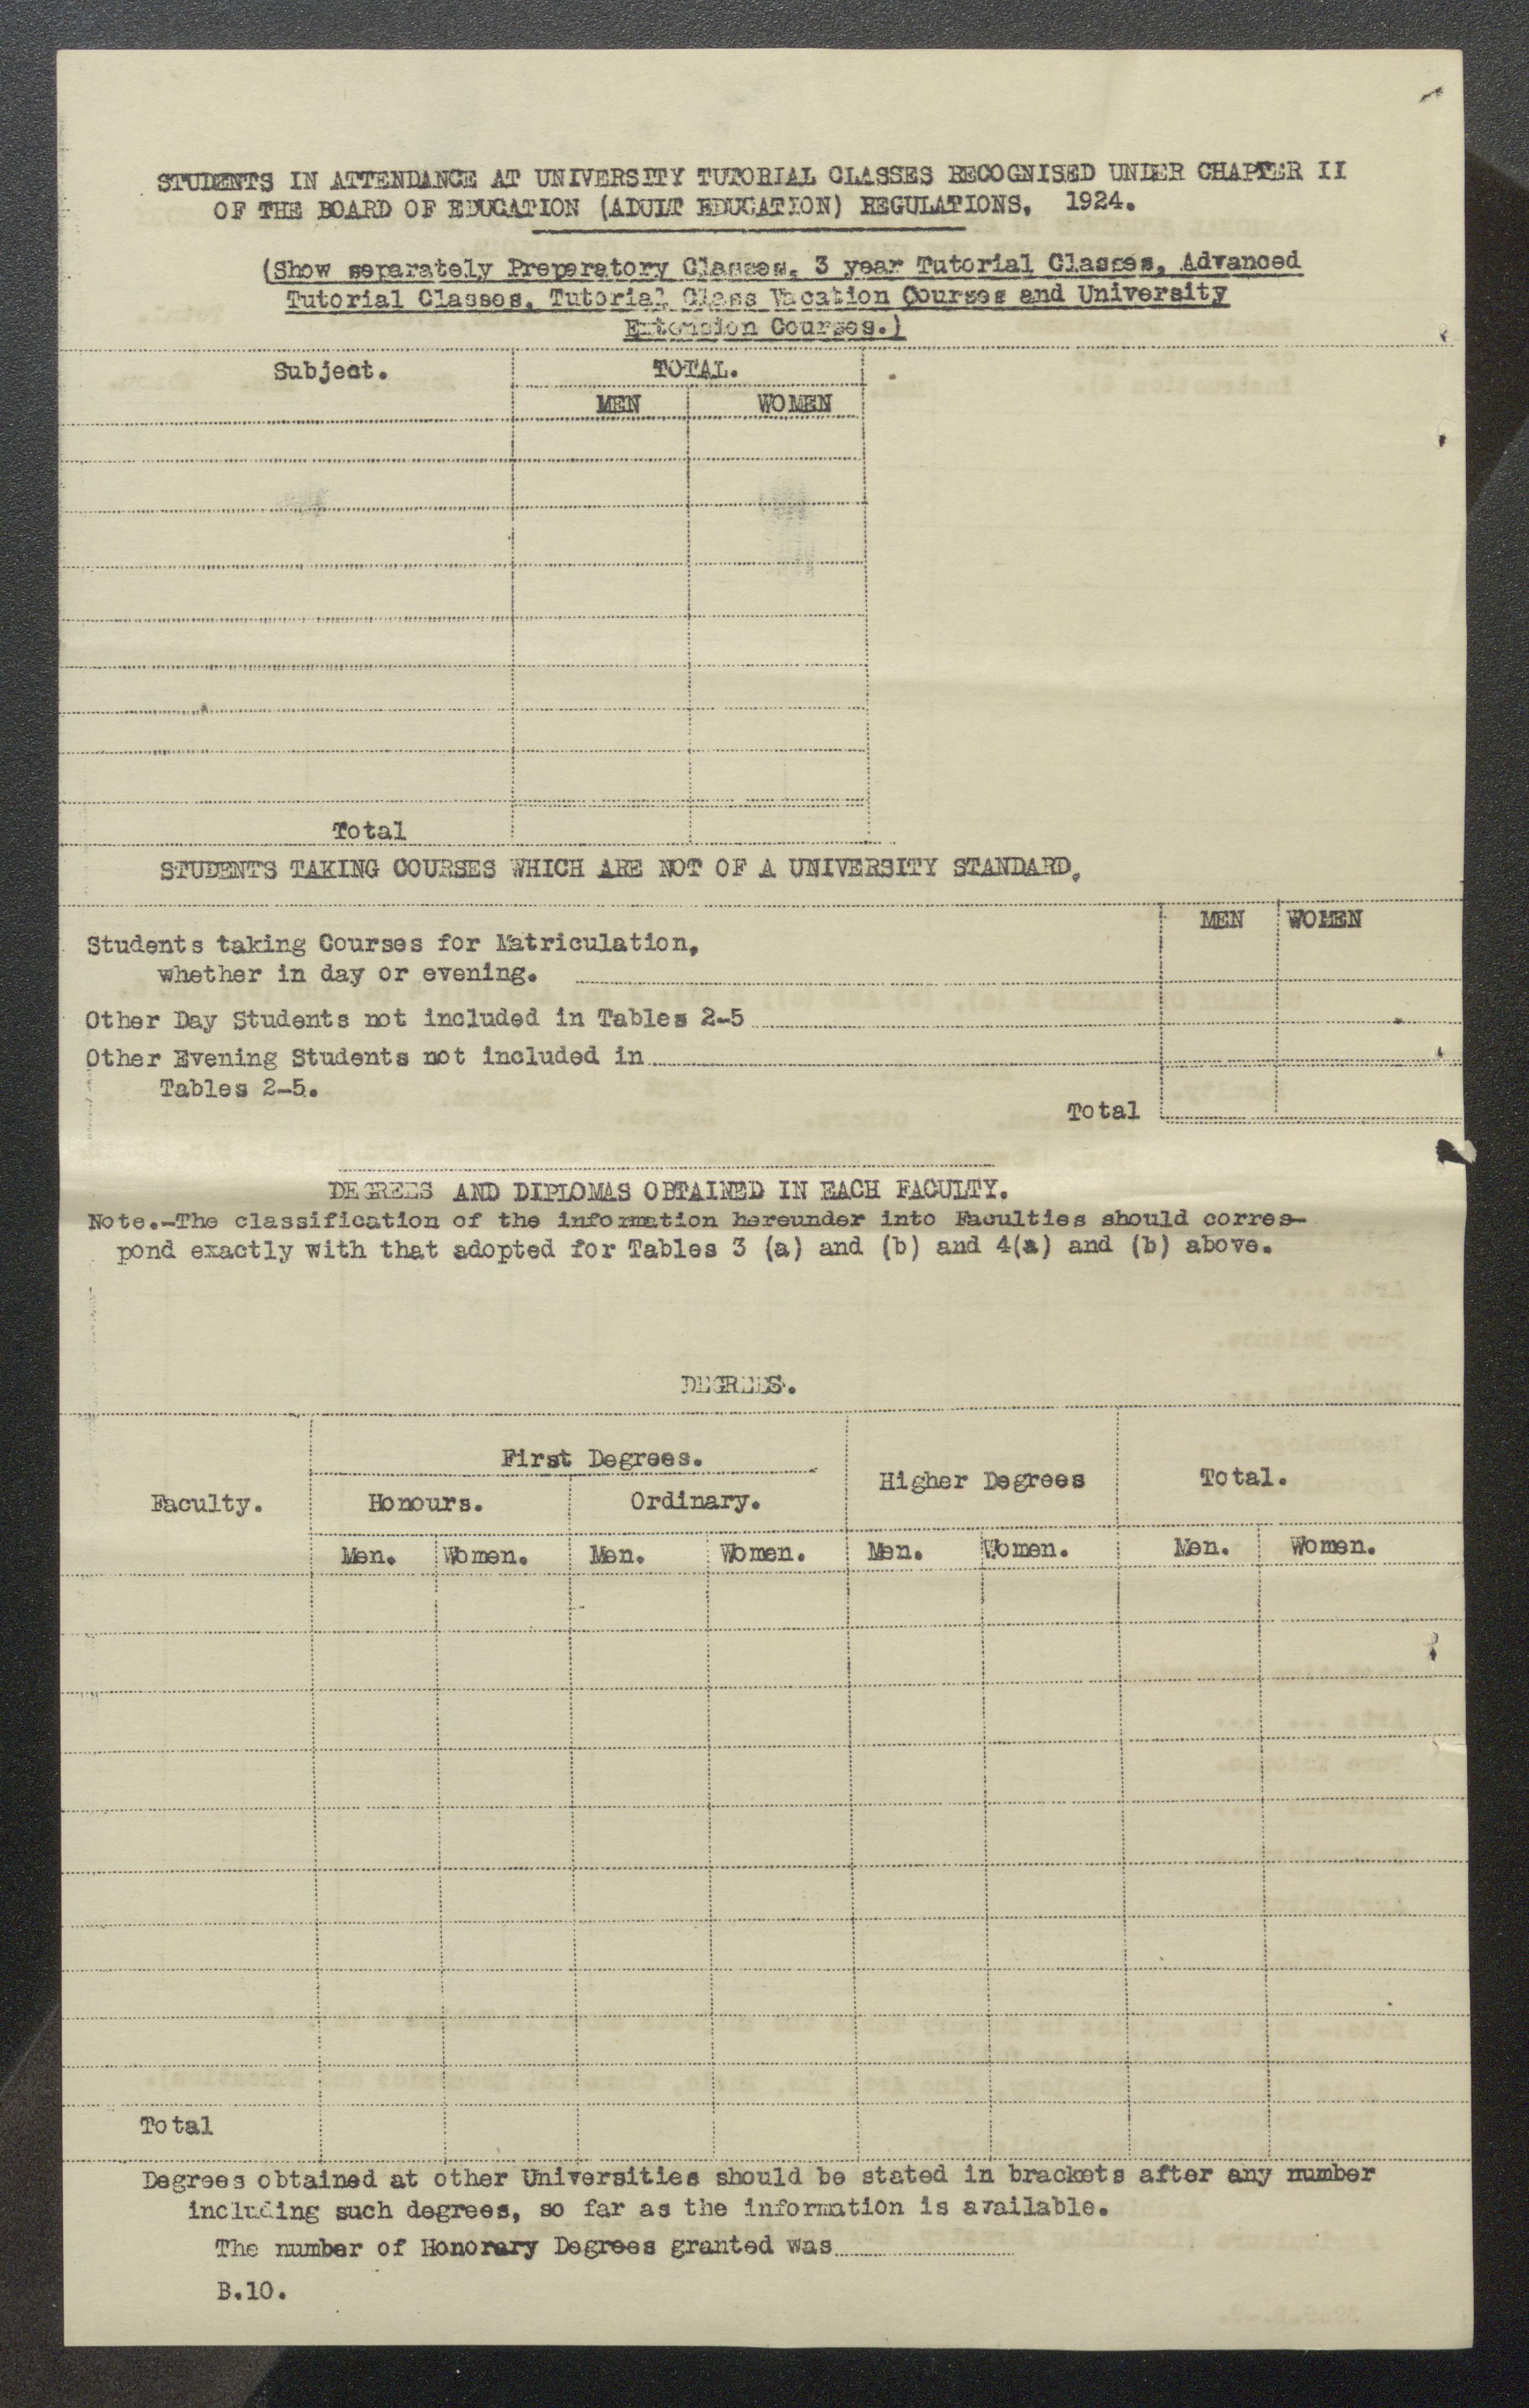 STUDENTS IN ATTENDANCE AT UNIVERSITY TUTORIAL CLASSES RECOGNISED UNDER CHAPTER II
OF THE BOARD OF EDUCATION (ADULT EDUCATION) REGULATIONS, 1924.
(Show separately Preparatory Classes, 3 year Tutorial Classes, Advanced
Tutorial Classes, Tutorial Class Vacation Courses and University
Extension Courses.)
Subject. TOTAL.
MEN WOMEN
Total
STUDENTS TAKING COURSES WHICH ARE NOT OF A UNIVERSITY STANDARD.
MEN WOMEN
Students taking Courses for Matriculation,
whether in day or evening.
Other Day Students not included in Tables 2-5
Other Evening Students not included in
Tables 2-5.
Total
DEGREES AND DIPLOMAS OBTAINED IN EACH FACULTY.
Note.-The classification of the information hereunder into Faculties should corres-
pond exactly with that adopted for Tables 3 (a) and (b) and 4(a) and (b) above.
DEGREES.
First Degrees.
Higher Degrees Total.
Faculty. Honours. Ordinary.
Men. Women. Men. Women. Men. Women. Men. Women.
Total
Degrees obtained at other Universities should be stated in brackets after any number
including such degrees, so far as the information is available.
The number of Honorary Degrees granted was
B.10.